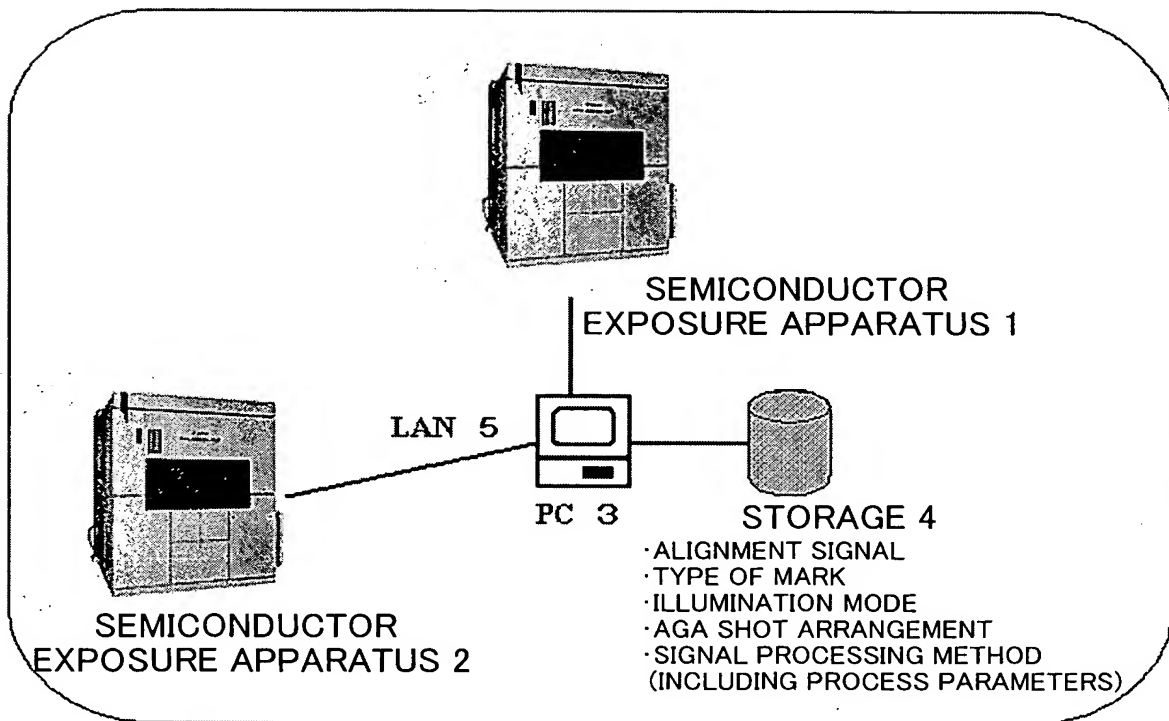 SEMICONDUCTOR
EXPOSURE APPARATUS 1
LAN 5
PC 3
STORAGE 4
·ALIGNMENT SIGNAL
·TYPE OF MARK
·ILLUMINATION MODE
·AGA SHOT ARRANGEMENT
·SIGNAL PROCESSING METHOD
(INCLUDING PROCESS PARAMETERS)
SEMICONDUCTOR
EXPOSURE APPARATUS 2